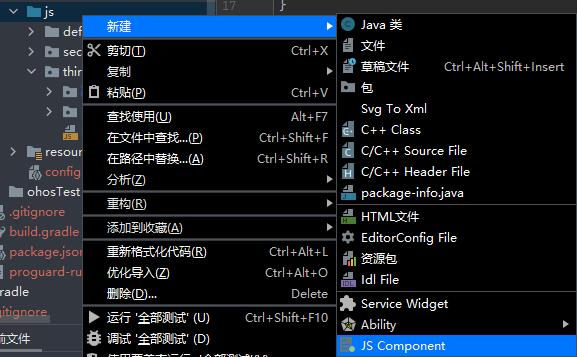 js
def
sec
thir
JS
resour
config
ohosTest
.gitignore
build.gradle
package.json
proguard-ru
radle
gitignore
前文件
17
}
新建
剪切(T) Ctrl+X
复制
粘贴(P) Ctrl+V
查找使用(U) Alt+F7
在文件中查找...(P) Ctrl+Shift+F
在路径中替换...(A) Ctrl+Shift+R
分析(Z)
重构(R)
添加到收藏(A)
重新格式化代码(R) Ctrl+Alt+L
优化导入(Z) Ctrl+Alt+O
删除(D)... Delete
运行 '全部测试' (U) Ctrl+Shift+F10
调试 '全部测试' (D)
Java 类
文件
草稿文件 Ctrl+Alt+Shift+Insert
包
Svg To Xml
C++ Class
C/C++ Source File
C/C++ Header File
package-info.java
HTML文件
EditorConfig File
资源包
IDL Idl File
Service Widget
Ability
JS Component